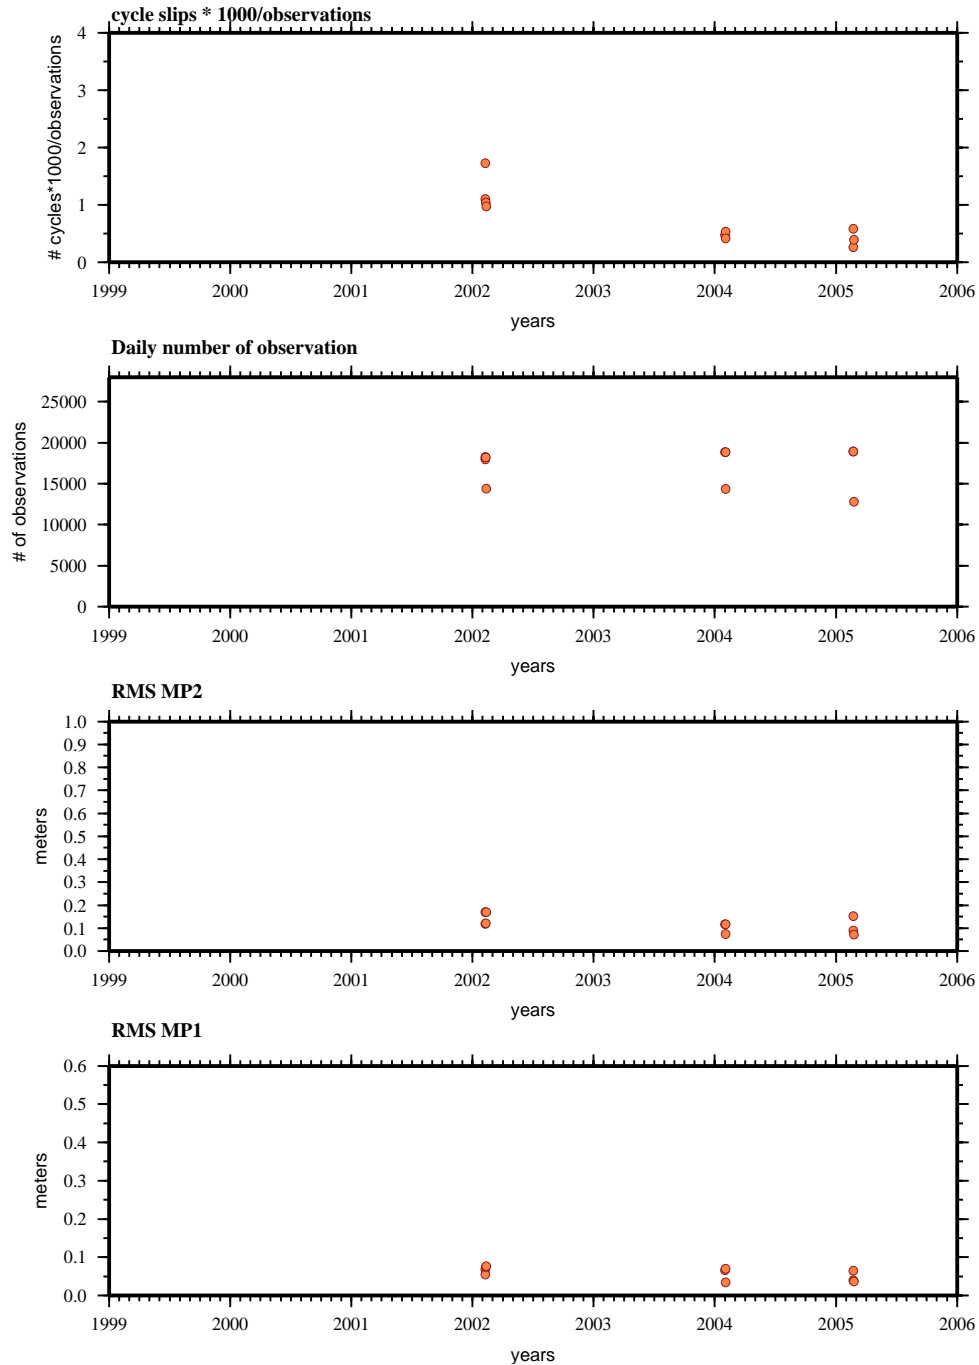 cycle slips * 1000/observations
# cycles*1000/observations
4
3
2
1
0
1999 2000 2001 2002 2003 2004 2005 2006
years
Daily number of observation
# of observations
25000
20000
15000
10000
5000
0
1999 2000 2001 2002 2003 2004 2005 2006
years
RMS MP2
meters
1.0
0.9
0.8
0.7
0.6
0.5
0.4
0.3
0.2
0.1
0.0
1999 2000 2001 2002 2003 2004 2005 2006
years
RMS MP1
meters
0.6
0.5
0.4
0.3
0.2
0.1
0.0
1999 2000 2001 2002 2003 2004 2005 2006
years